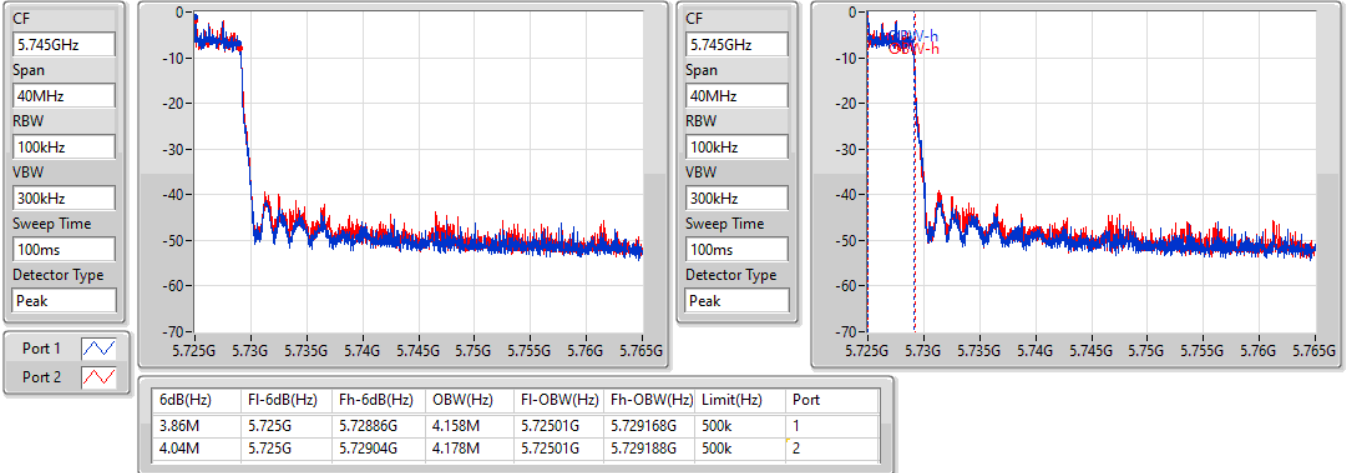 CF
5.745GHz
Span
40MHz
RBW
100kHz
VBW
300kHz
Sweep Time
100ms
Detector Type
Peak
Port 1
Port 2
0-
-10-
-20-
-30-
-40-
-50-
-60-
-70-
5.725G 5.73G 5.735G 5.74G 5.745G 5.75G 5.755G 5.76G 5.765G
CF
5.745GHz
Span
40MHz
RBW
100kHz
VBW
300kHz
Sweep Time
100ms
Detector Type
Peak
0-
-10-
-20-
-30-
-40-
-50-
-60-
-70-
OBW-h
OBW-h
5.725G 5.73G 5.735G 5.74G 5.745G 5.75G 5.755G 5.76G 5.765G
6dB(Hz) Fl-6dB(Hz) Fh-6dB(Hz) OBW(Hz) Fl-OBW(Hz) Fh-OBW(Hz) Limit(Hz) Port
3.86M 5.725G 5.72886G 4.158M 5.72501G 5.729168G 500k 1
4.04M 5.725G 5.72904G 4.178M 5.72501G 5.729188G 500k 2